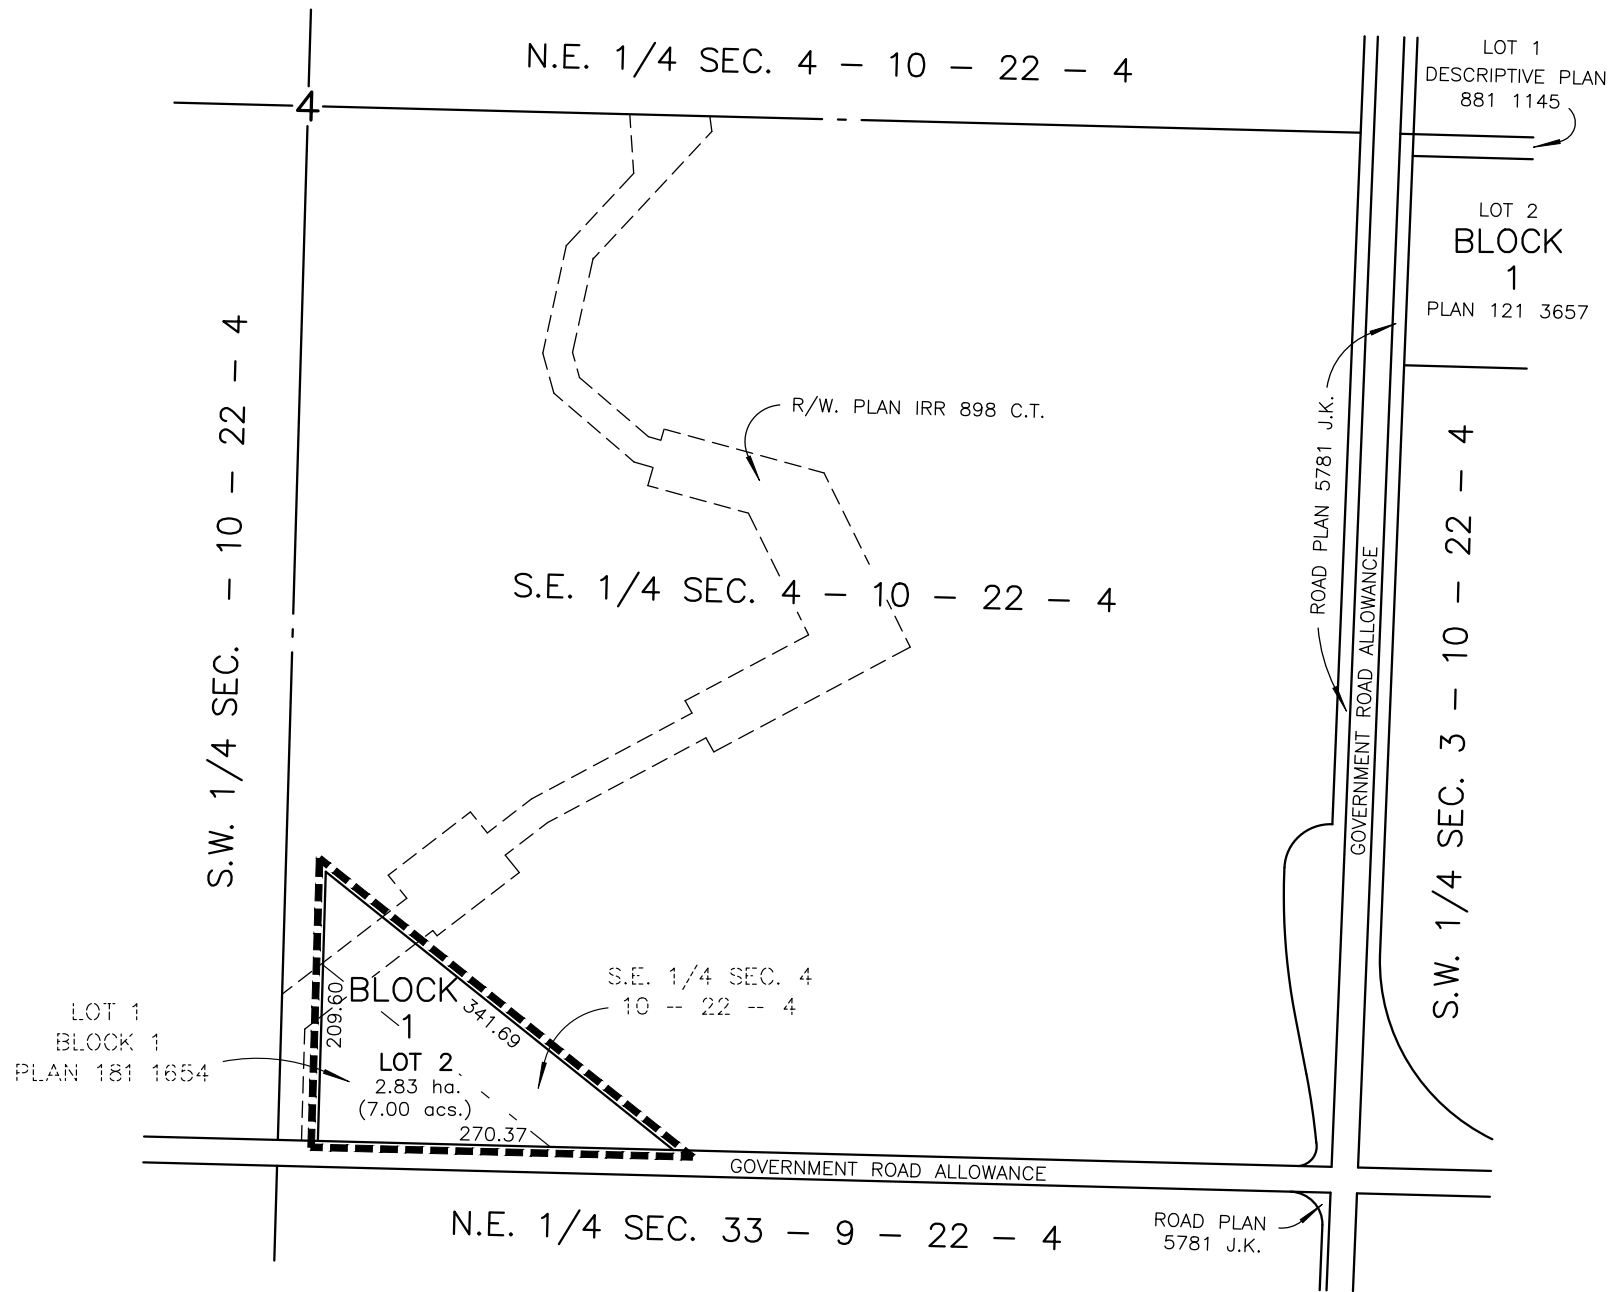 N.E. 1/4 SEC. 4 – 10 – 22 – 4
LOT 1
DESCRIPTIVE PLAN
881 1145
4
LOT 2
BLOCK
1
PLAN 121 3657
S.W. 1/4 SEC. – 10 – 22 – 4
R/W. PLAN IRR 898 C.T.
ROAD PLAN 5781 J.K.
GOVERNMENT ROAD ALLOWANCE
S.W. 1/4 SEC. 3 – 10 – 22 – 4
S.E. 1/4 SEC. 4 – 10 – 22 – 4
S.E. 1/4 SEC. 4
10 – 22 – 4
LOT 1
BLOCK 1
PLAN 181 1654
209.60
BLOCK
1
341.69
LOT 2
2.83 ha.
(7.00 acs.)
270.37
GOVERNMENT ROAD ALLOWANCE
N.E. 1/4 SEC. 33 – 9 – 22 – 4
ROAD PLAN
5781 J.K.